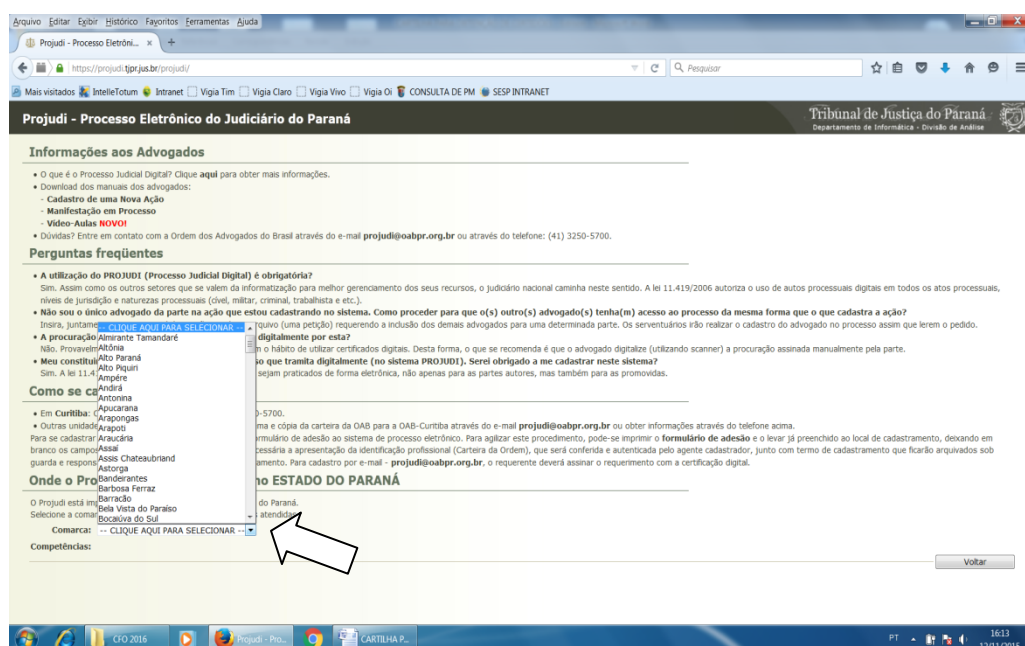 Arquivo Editar Exibir Histórico Favoritos Ferramentas Ajuda
Projudi - Processo Eletrôni... × +
https://projudi.tjpr.jus.br/projudi/
Pesquisar
Mais visitados IntelleTotum Intranet Vigia Tim Vigia Claro Vigia Vivo Vigia Oi CONSULTA DE PM SESP INTRANET
Projudi - Processo Eletrônico do Judiciário do Paraná
Tribunal de Justiça do Paraná
Departamento de Informática - Divisão de Análise
Informações aos Advogados
• O que é o Processo Judicial Digital? Clique aqui para obter mais informações.
• Download dos manuais dos advogados:
- Cadastro de uma Nova Ação
- Manifestação em Processo
- Vídeo-Aulas NOVO!
• Dúvidas? Entre em contato com a Ordem dos Advogados do Brasil através do e-mail projudi@oabpr.org.br ou através do telefone: (41) 3250-5700.
Perguntas freqüentes
• A utilização do PROJUDI (Processo Judicial Digital) é obrigatória?
Sim. Assim como os outros setores que se valem da informatização para melhor gerenciamento dos seus recursos, o judiciário nacional caminha neste sentido. A lei 11.419/2006 autoriza o uso de autos processuais digitais em todos os atos processuais,
níveis de jurisdição e naturezas processuais (cível, militar, criminal, trabalhista e etc.).
• Não sou o único advogado da parte na ação que estou cadastrando no sistema. Como proceder para que o(s) outro(s) advogado(s) tenha(m) acesso ao processo da mesma forma que o que cadastra a ação?
Insira, juntame rquivo (uma petição) requerendo a inclusão dos demais advogados para uma determinada parte. Os serventuários irão realizar o cadastro do advogado no processo assim que lerem o pedido.
• A procuração digitalmente por esta?
Não. Provavelm m o hábito de utilizar certificados digitais. Desta forma, o que se recomenda é que o advogado digitalize (utilizando scanner) a procuração assinada manualmente pela parte.
• Meu constitui so que tramita digitalmente (no sistema PROJUDI). Serei obrigado a me cadastrar neste sistema?
Sim. A lei 11.4 sejam praticados de forma eletrônica, não apenas para as partes autores, mas também para as promovidas.
Como se ca
• Em Curitiba: 0-5700.
• Outras unidade ma e cópia da carteira da OAB para a OAB-Curitiba através do e-mail projudi@oabpr.org.br ou obter informações através do telefone acima.
Para se cadastrar ormulário de adesão ao sistema de processo eletrônico. Para agilizar este procedimento, pode-se imprimir o formulário de adesão e o levar já preenchido ao local de cadastramento, deixando em
branco os campos cessária a apresentação da identificação profissional (Carteira da Ordem), que será conferida e autenticada pelo agente cadastrador, junto com termo de cadastramento que ficarão arquivados sob
guarda e respons amento. Para cadastro por e-mail - projudi@oabpr.org.br, o requerente deverá assinar o requerimento com a certificação digital.
Onde o Pro no ESTADO DO PARANÁ
O Projudi está im do Paraná.
Selecione a comar s atendidas
-- CLIQUE AQUI PARA SELECIONAR --
Almirante Tamandaré
Altônia
Alto Paraná
Alto Piquiri
Ampére
Andirá
Antonina
Apucarana
Arapongas
Arapoti
Araucária
Assaí
Assis Chateaubriand
Astorga
Bandeirantes
Barbosa Ferraz
Barracão
Bela Vista do Paraíso
Bocaiúva do Sul
Comarca: -- CLIQUE AQUI PARA SELECIONAR --
Competências:
Voltar
CFO 2016 Projudi - Pro... CARTILHA P...
PT 16:13
12/11/2015